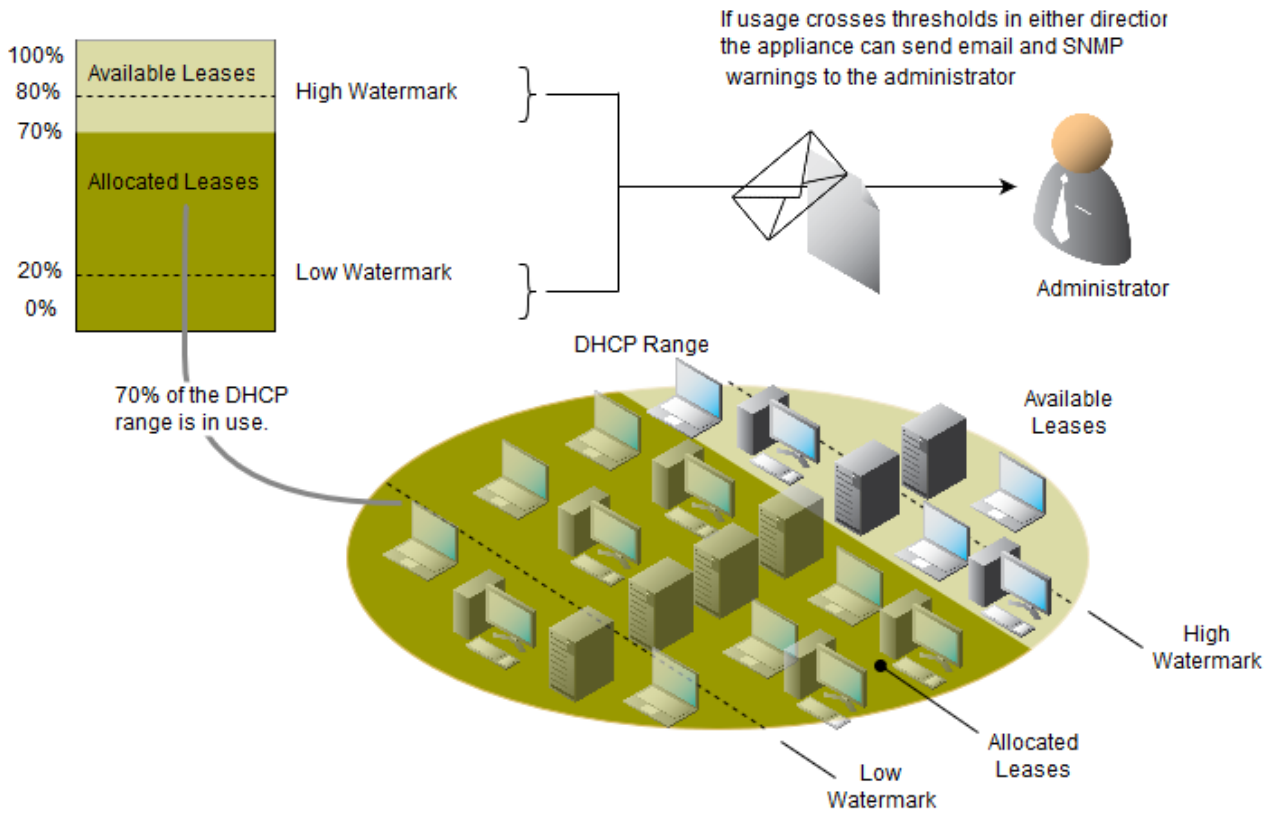 If usage crosses thresholds in either direction
the appliance can send email and SNMP
warnings to the administrator
100%
Available Leases
80%
High Watermark
70%
Allocated Leases
20%
Low Watermark
0%
Administrator
DHCP Range
70% of the DHCP
range is in use.
Available
Leases
High
Watermark
Allocated
Leases
Low
Watermark